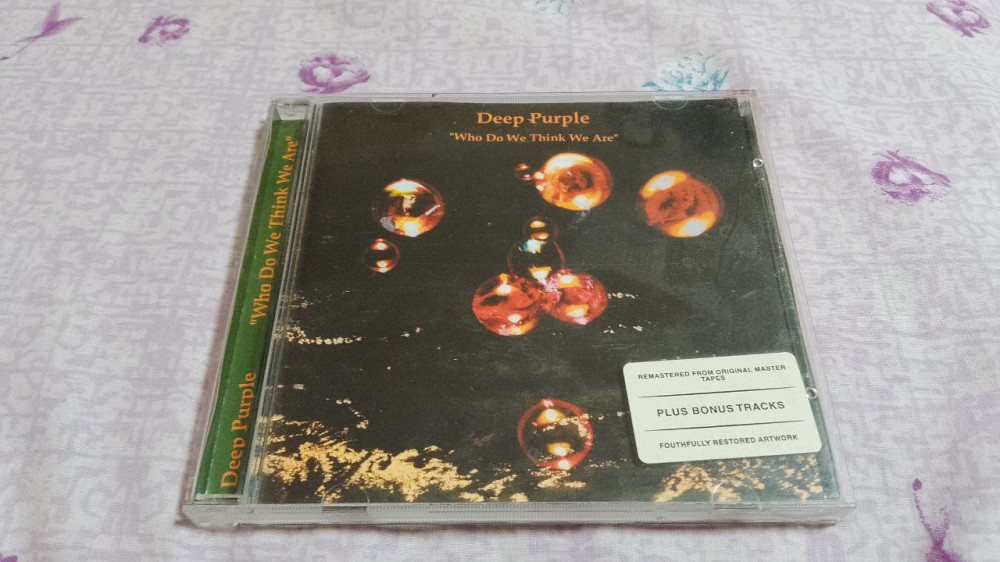 Deep Purple
"Who Do We Think We Are"
Deep Purple "Who Do We Think We Are"
REMASTERED FROM ORIGINAL MASTER
TAPES
PLUS BONUS TRACKS
FOUTHFULLY RESTORED ARTWORK